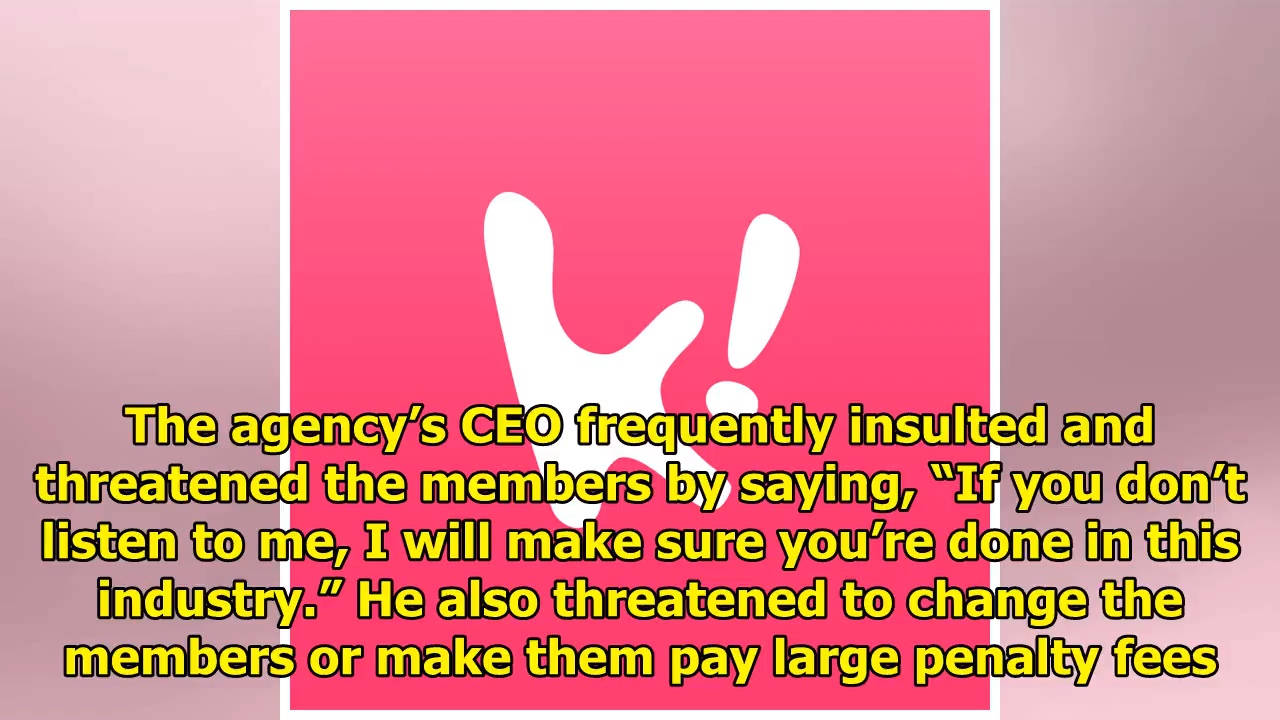 k!
The agency’s CEO frequently insulted and
threatened the members by saying, “If you don’t
listen to me, I will make sure you’re done in this
industry.” He also threatened to change the
members or make them pay large penalty fees